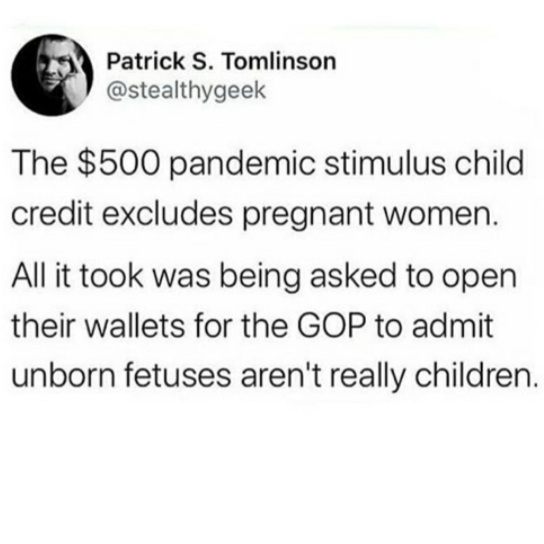 Patrick S. Tomlinson
@stealthygeek
The $500 pandemic stimulus child
credit excludes pregnant women.
All it took was being asked to open
their wallets for the GOP to admit
unborn fetuses aren't really children.